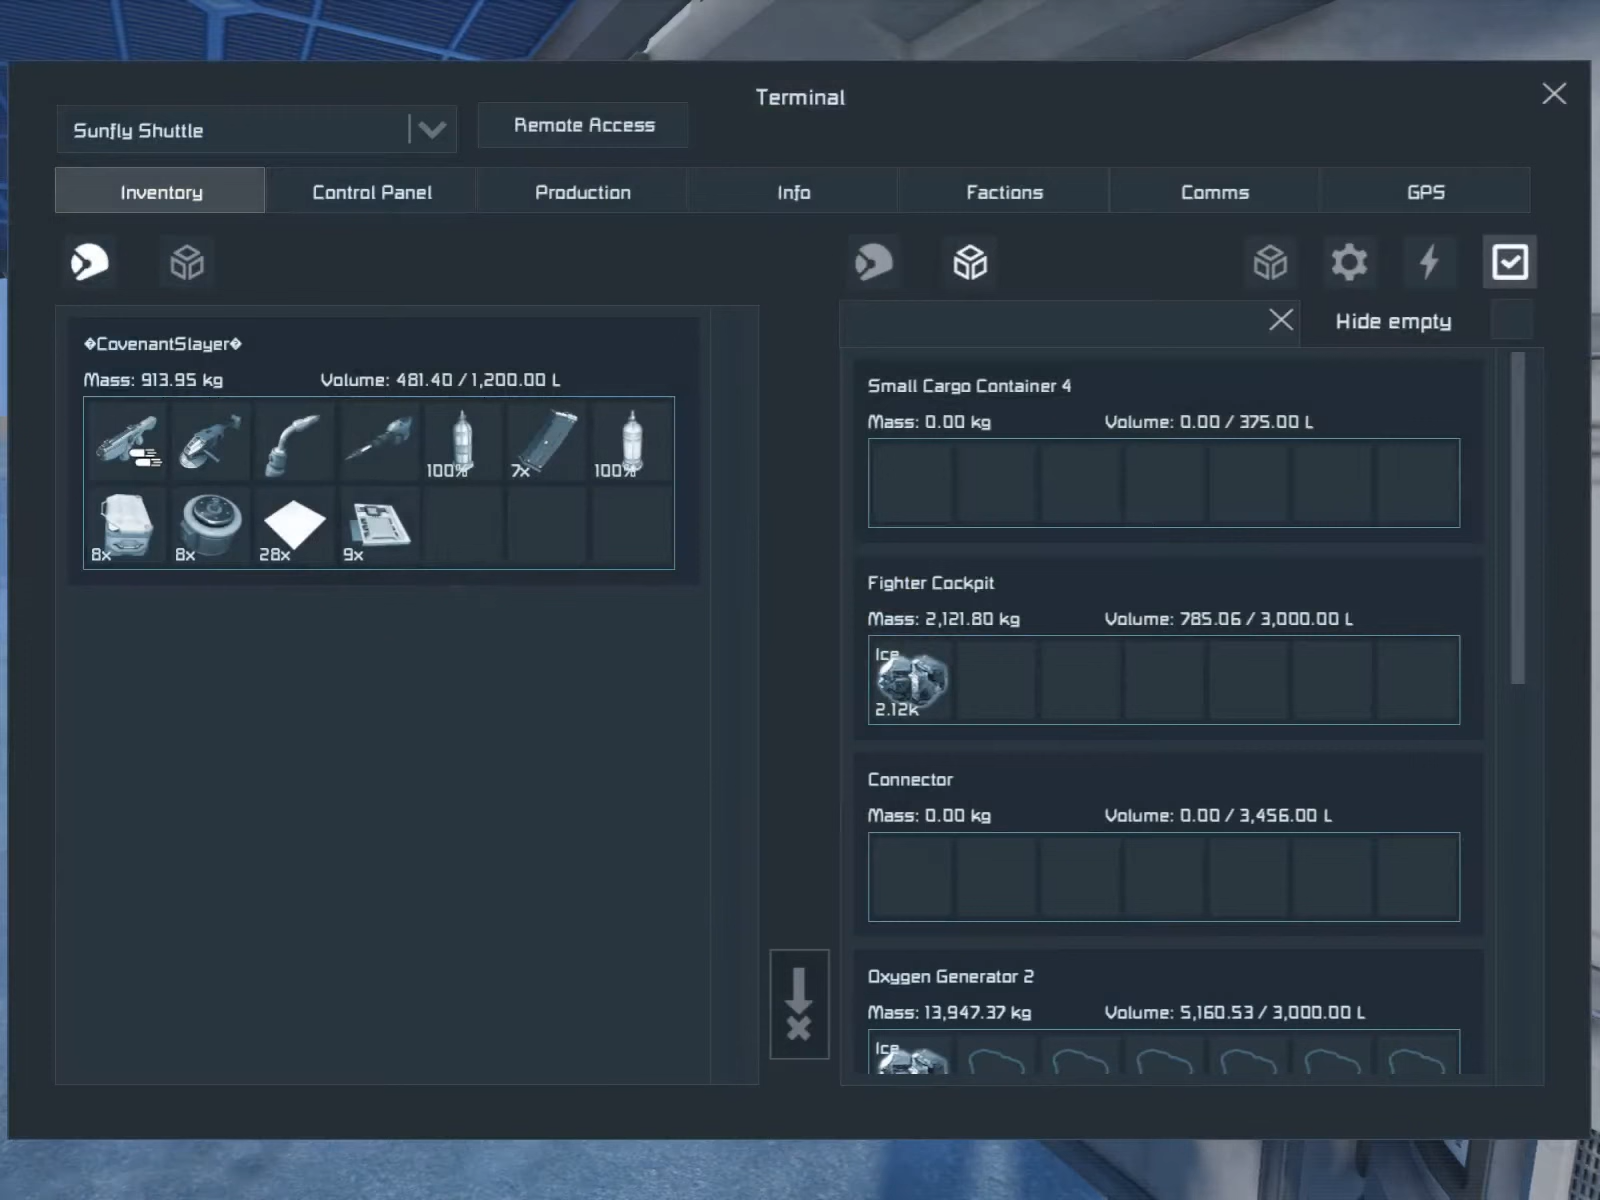 Terminal
Sunfly Shuttle
Remote Access
Inventory
Control Panel
Production
Info
Factions
Comms
GPS
Hide empty
�CovenantSlayer�
Mass: 913.95 kg
Volume: 481.40 / 1,200.00 L
100%
7x
100%
8x
8x
28x
9x
Small Cargo Container 4
Mass: 0.00 kg
Volume: 0.00 / 375.00 L
Fighter Cockpit
Mass: 2,121.80 kg
Volume: 785.06 / 3,000.00 L
Ice
2.12k
Connector
Mass: 0.00 kg
Volume: 0.00 / 3,456.00 L
Oxygen Generator 2
Mass: 13,947.37 kg
Volume: 5,160.53 / 3,000.00 L
Ice